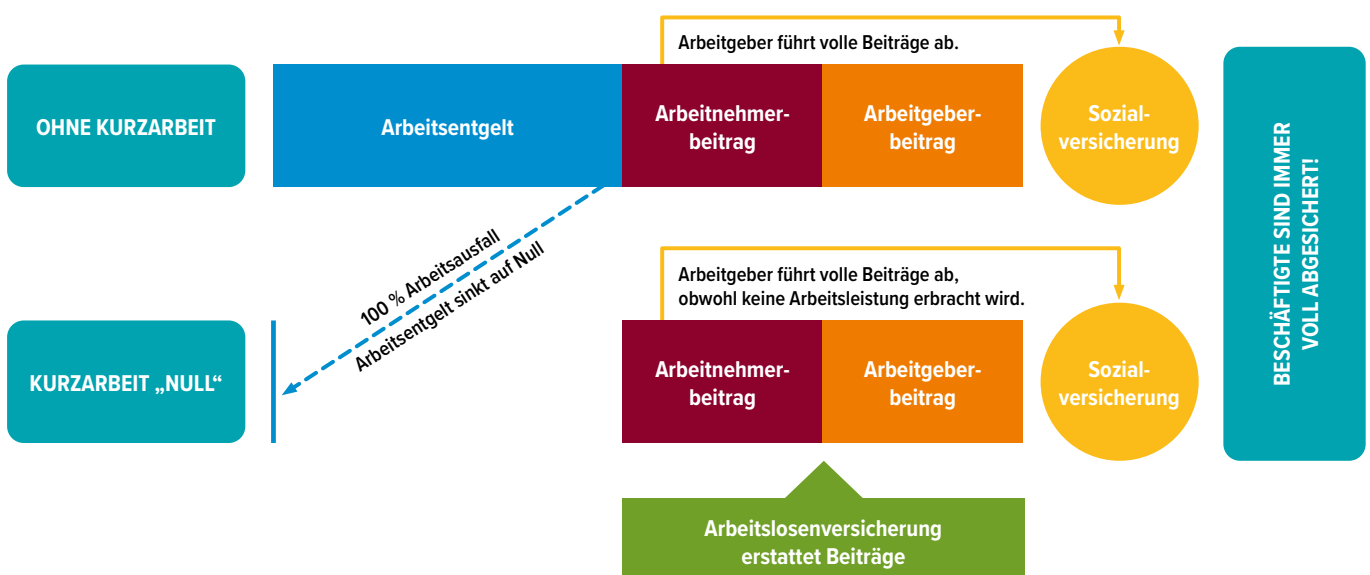 Arbeitgeber führt volle Beiträge ab.
OHNE KURZARBEIT
Arbeitsentgelt
Arbeitnehmer-
beitrag
Arbeitgeber-
beitrag
Sozial-
versicherung
100 % Arbeitsausfall
Arbeitsentgelt sinkt auf Null
Arbeitgeber führt volle Beiträge ab,
obwohl keine Arbeitsleistung erbracht wird.
KURZARBEIT „NULL“
Arbeitnehmer-
beitrag
Arbeitgeber-
beitrag
Sozial-
versicherung
Arbeitslosenversicherung
erstattet Beiträge
BESCHÄFTIGTE SIND IMMER
VOLL ABGESICHERT!